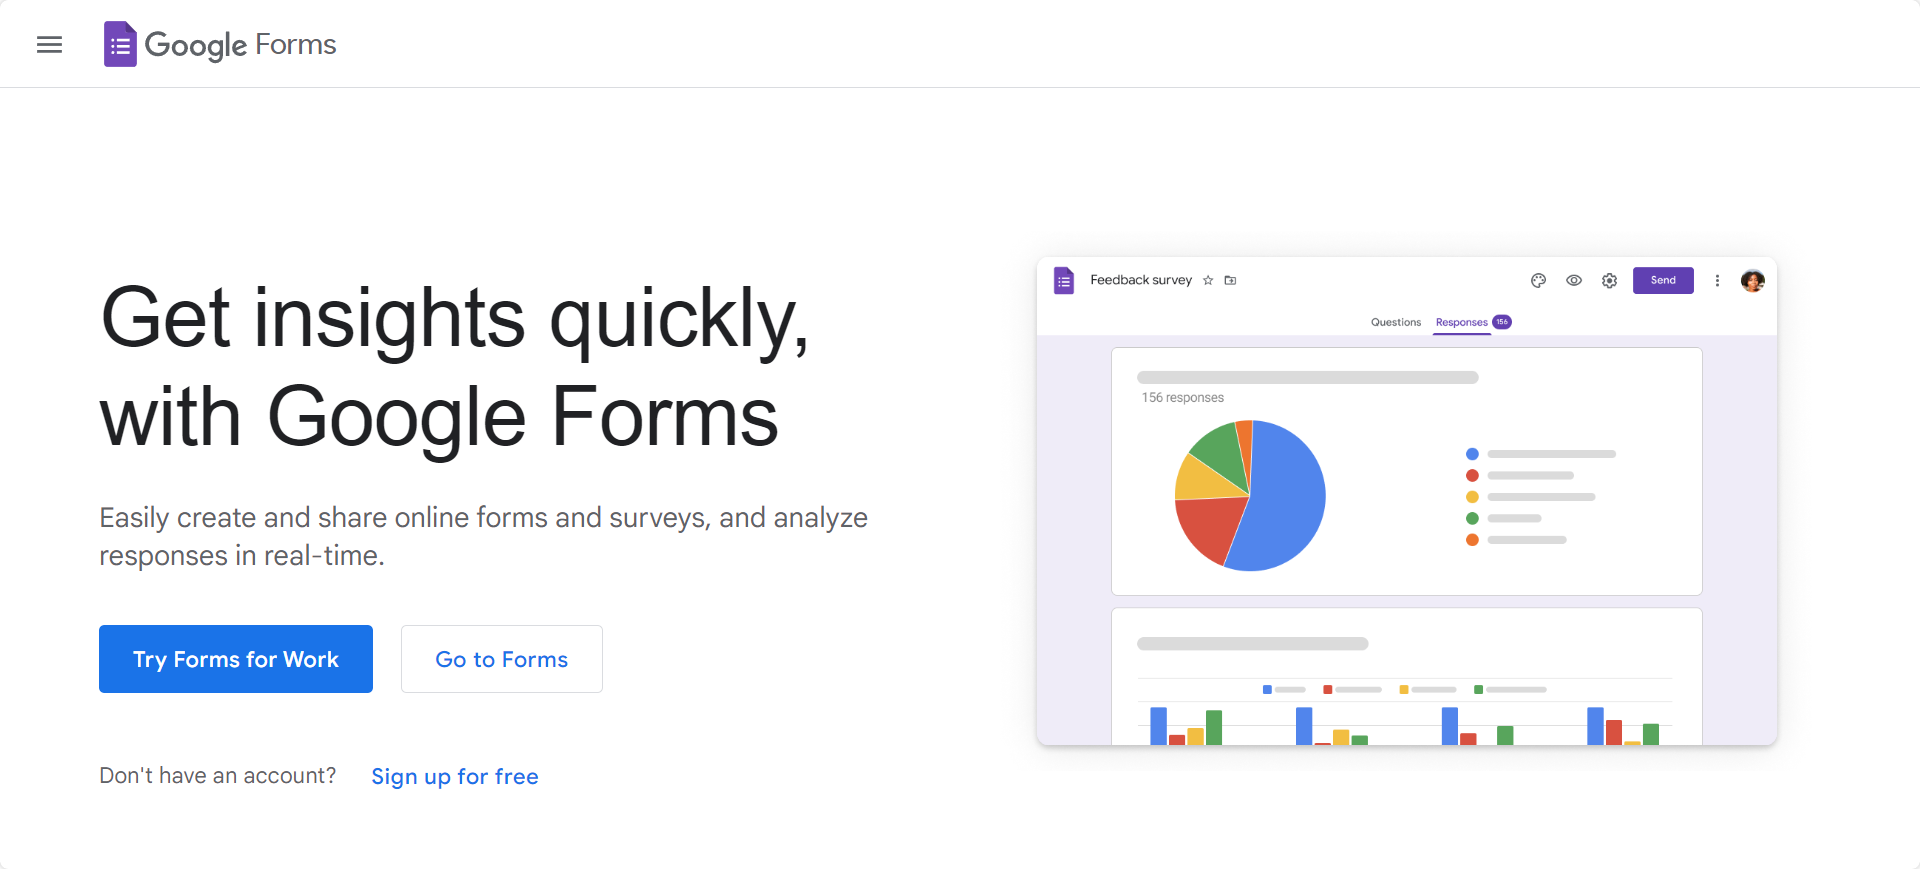 Google Forms
Get insights quickly,
with Google Forms
Easily create and share online forms and surveys, and analyze
responses in real-time.
Try Forms for Work
Go to Forms
Don't have an account?
Sign up for free
Feedback survey
Send
Questions
Responses 156
156 responses